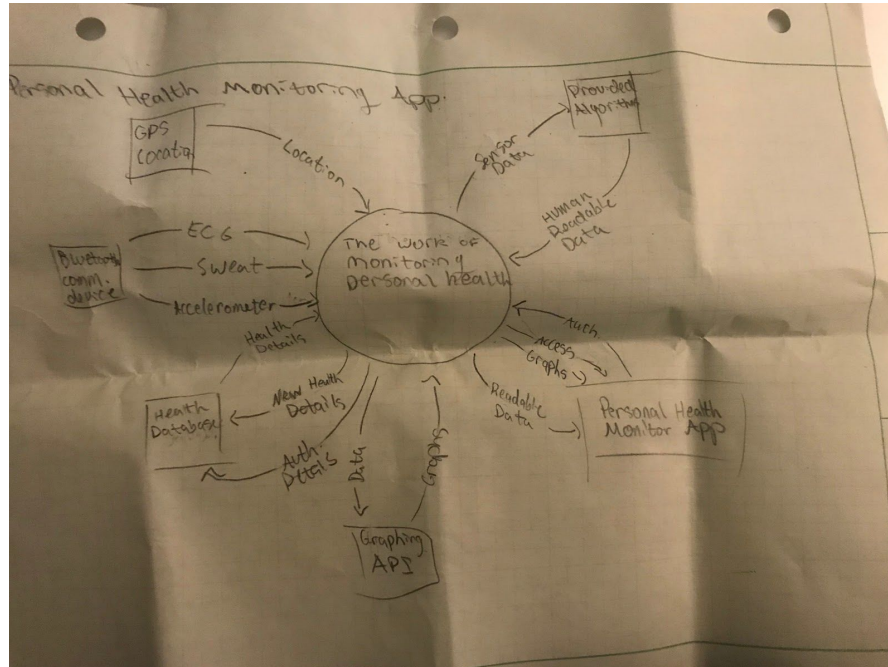 Personal Health Monitoring App.
GPS
Locatio
Location
Sensor
Data
Provided
Algorithm
Human
Readable
Data
The work of
monitoring
personal health
ECG
Sweat
Accelerometer
Bluetooth
comm.
device
Health
Details
New Health
Details
Auth.
Details
Health
Database
Data
Graphs
Graphing
API
Readable
Data
Auth
Access
Graphs
Personal Health
Monitor App